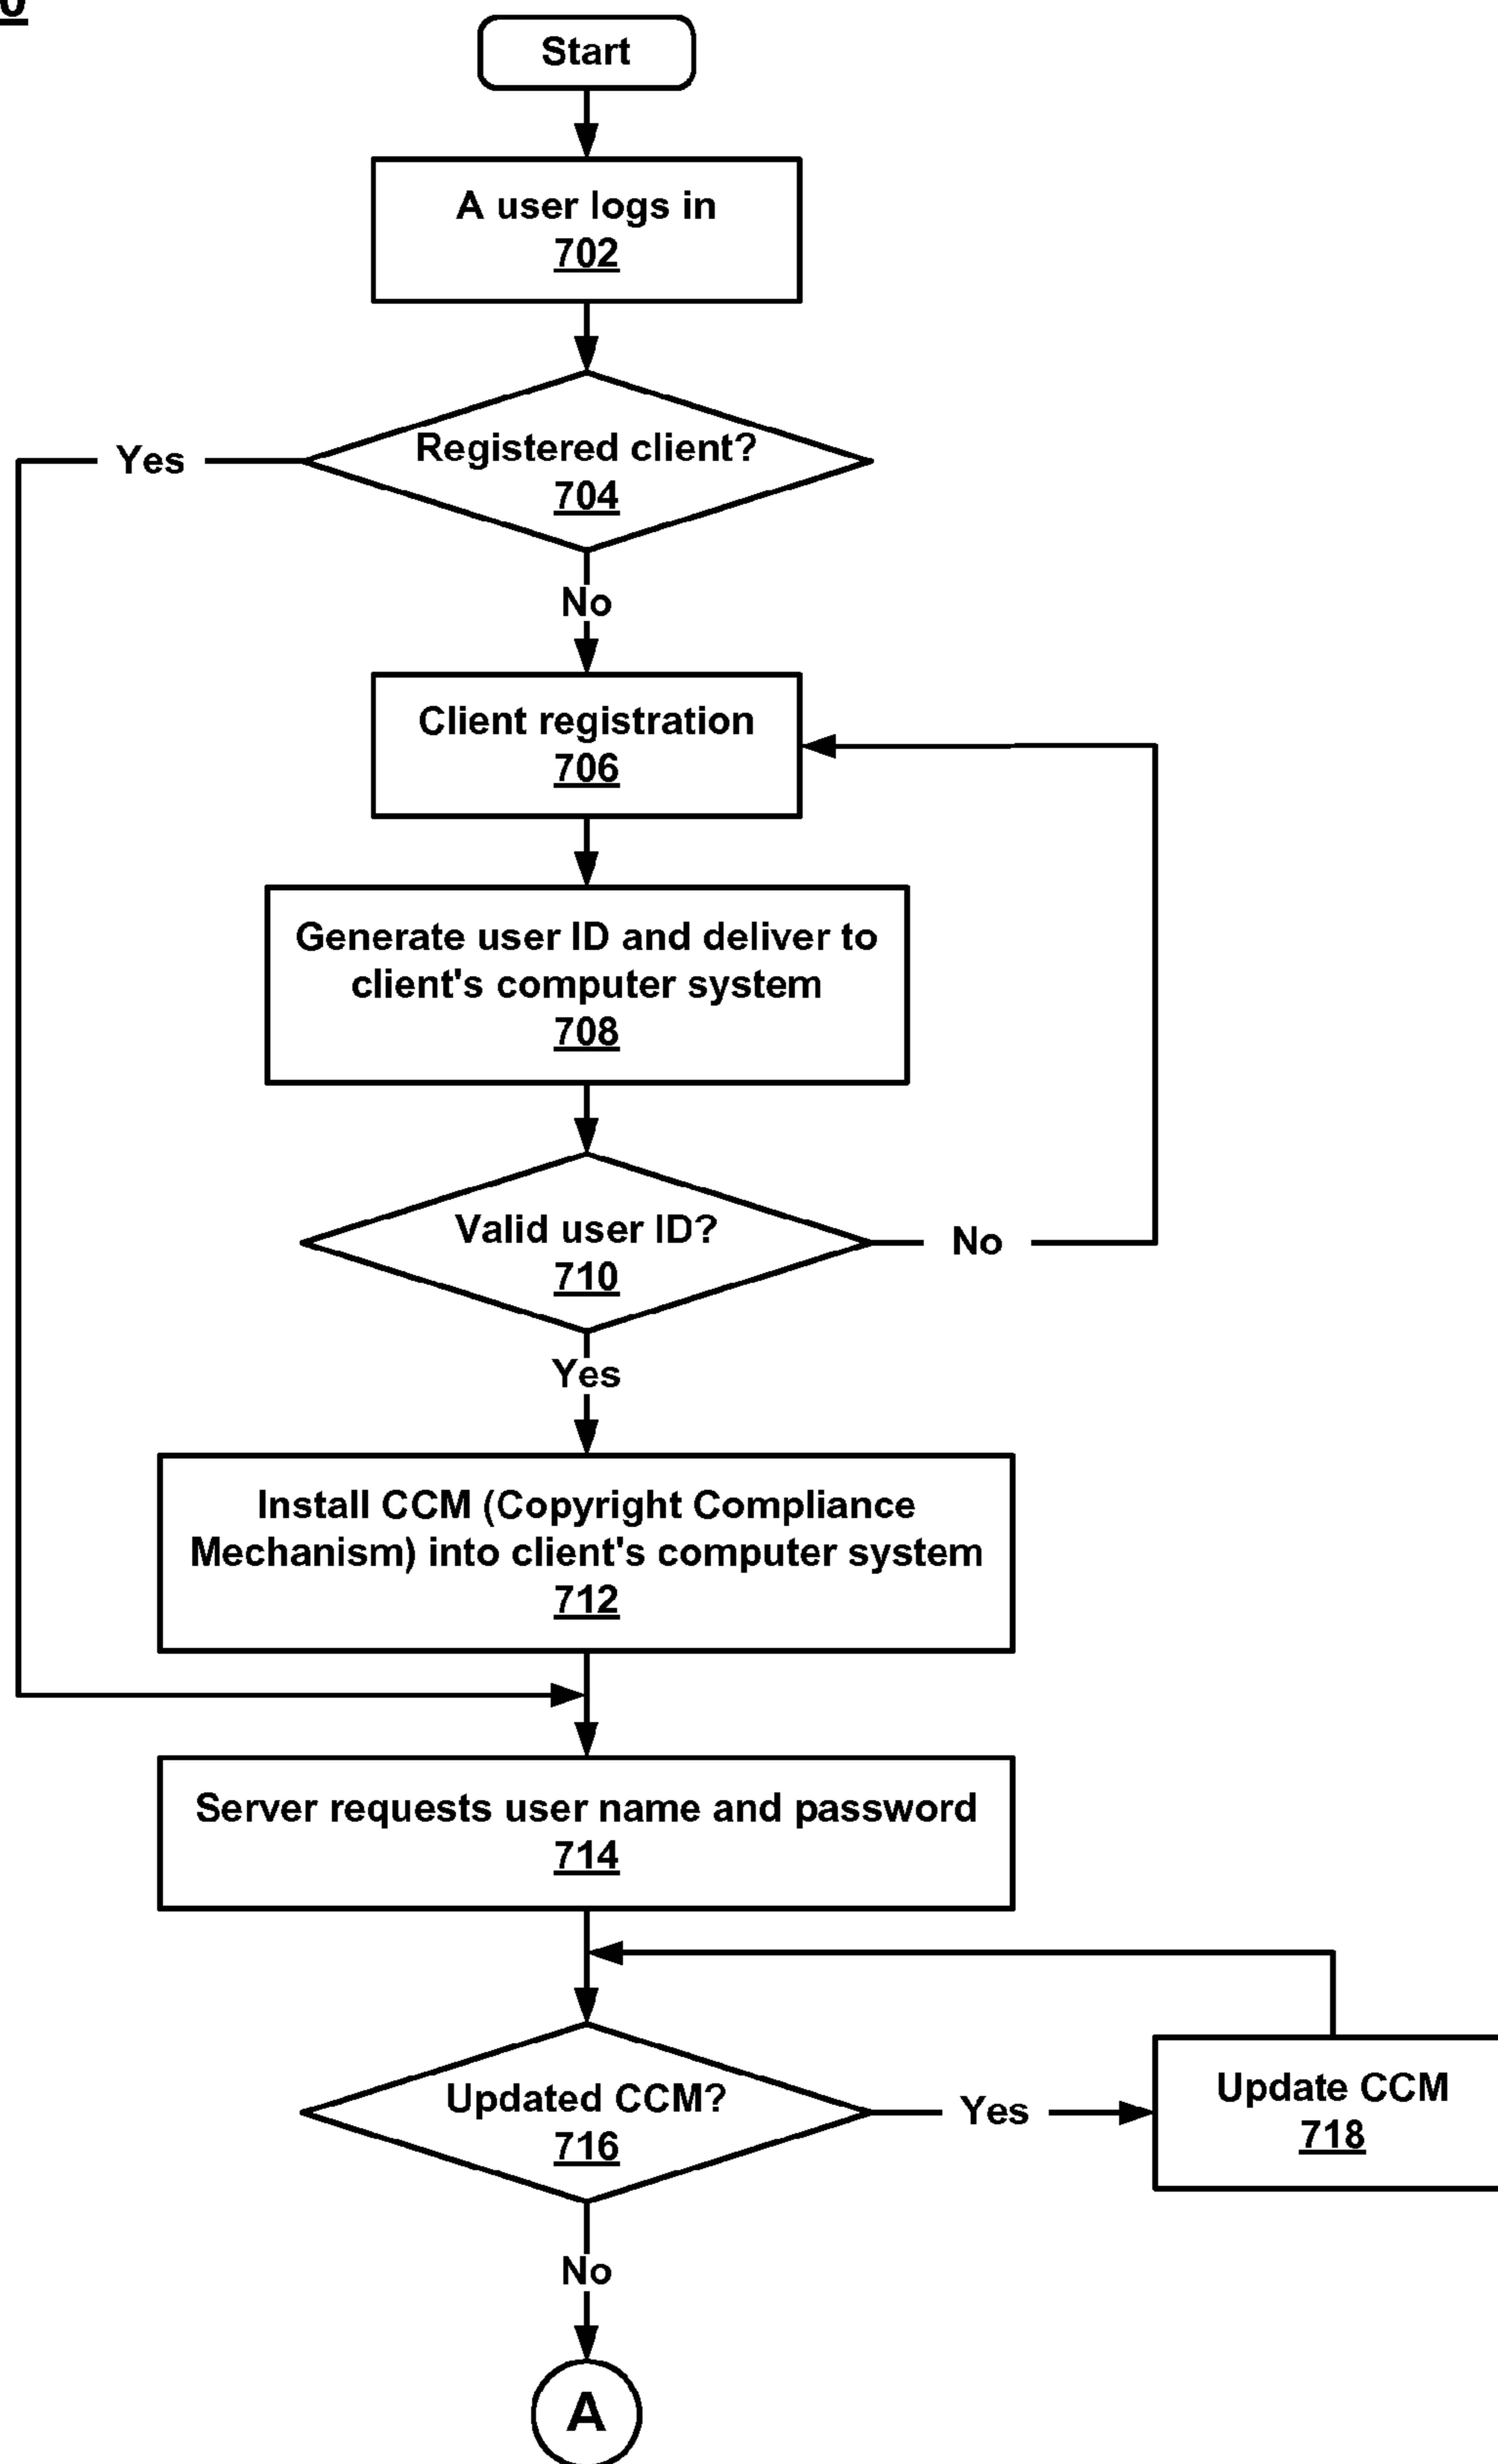 0
Start
A user logs in
702
Registered client?
704
Yes
No
Client registration
706
Generate user ID and deliver to
client's computer system
708
Valid user ID?
710
No
Yes
Install CCM (Copyright Compliance
Mechanism) into client's computer system
712
Server requests user name and password
714
Updated CCM?
716
Yes
Update CCM
718
No
A